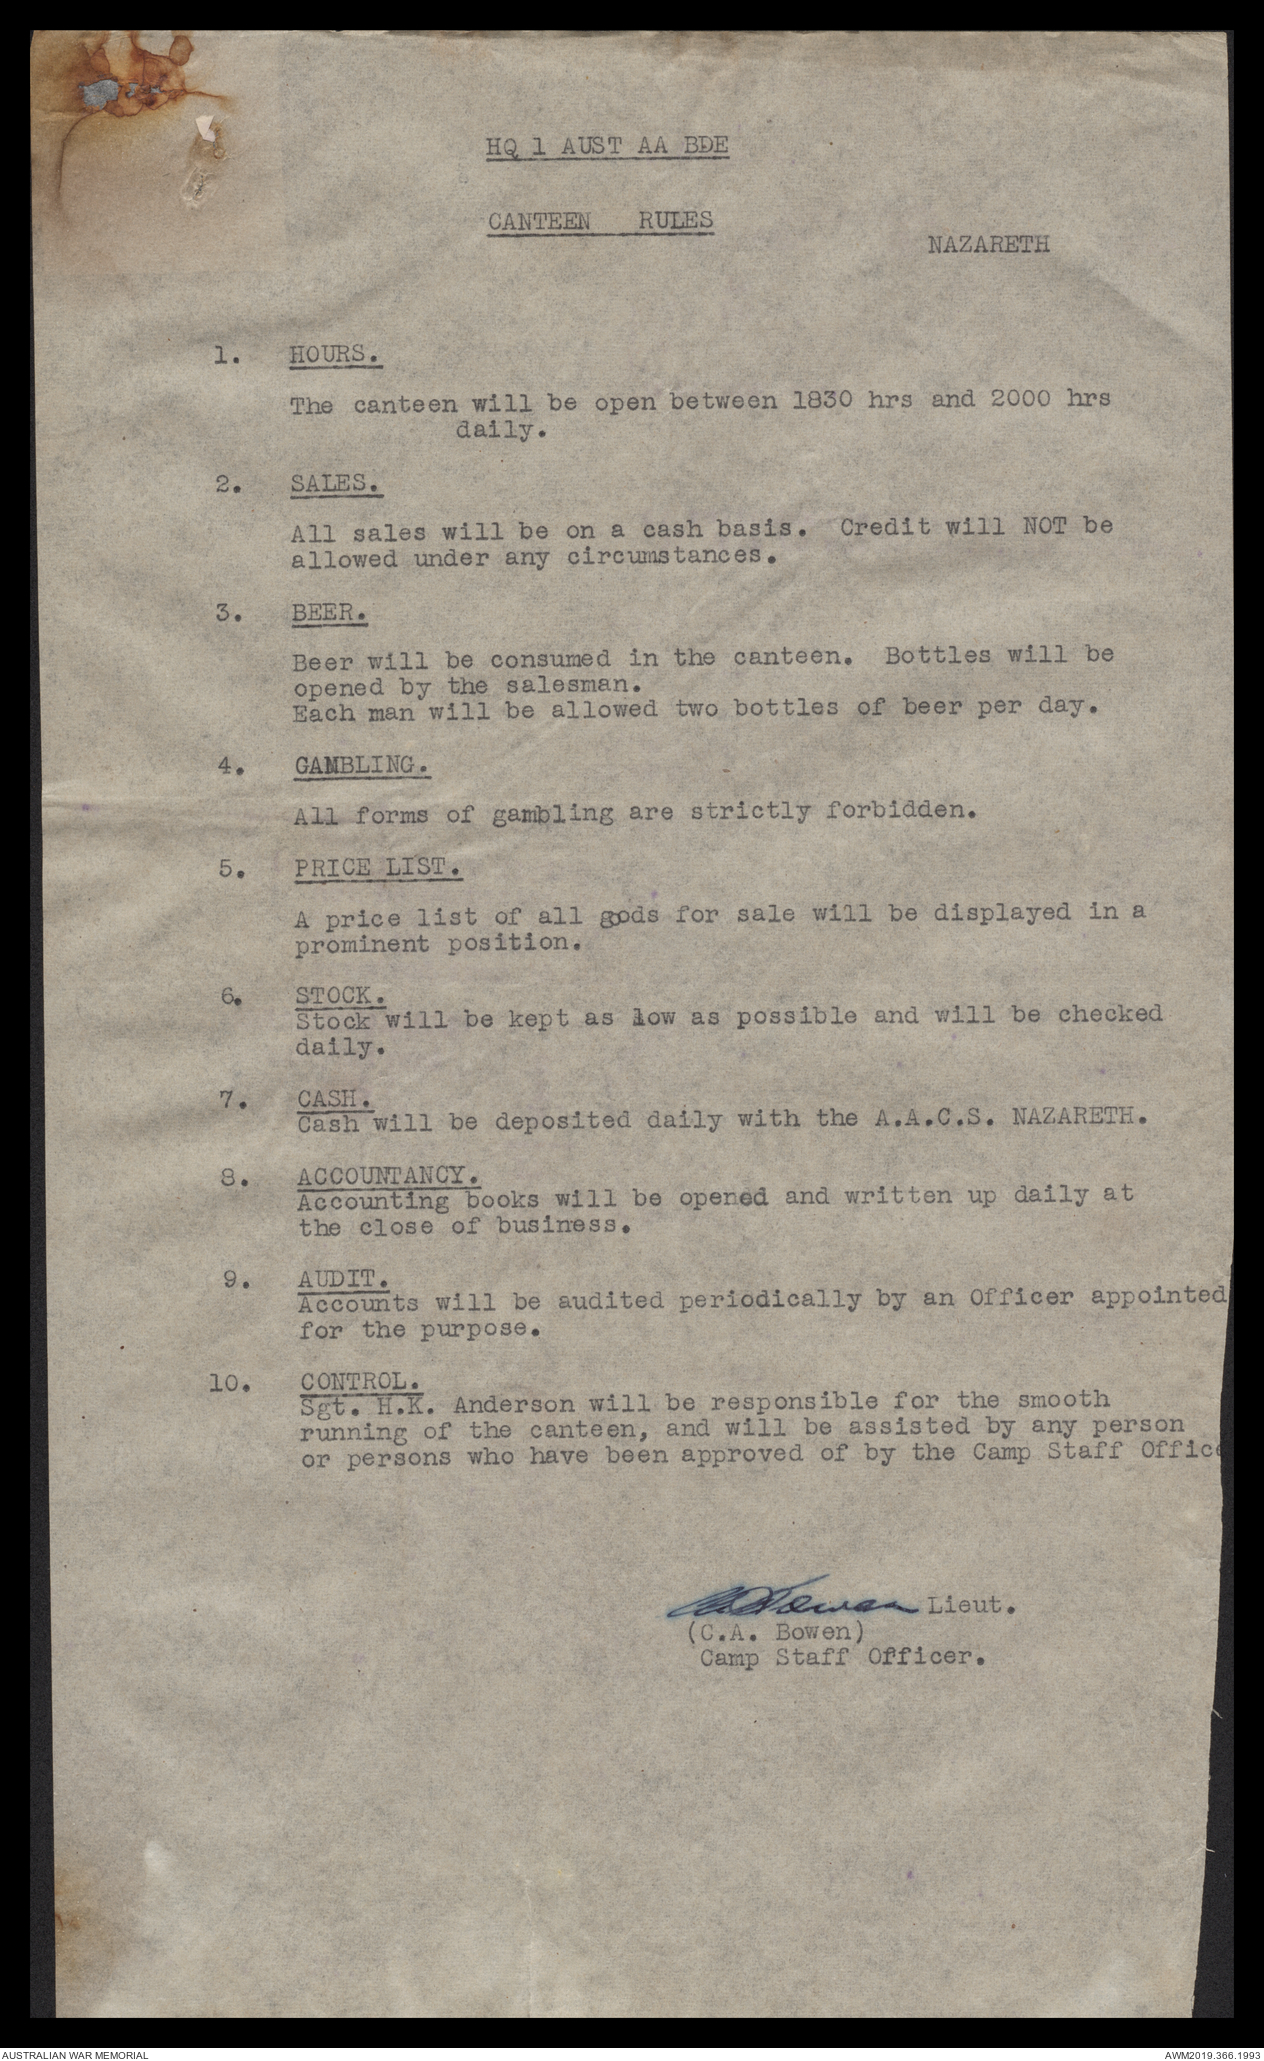 HQ 1 AUST AA BDE
CANTEEN RULES
NAZARETH
1. HOURS.
The canteen will be open between 1830 hrs and 2000 hrs
daily.
2. SALES.
All sales will be on a cash basis. Credit will NOT be
allowed under any circumstances.
3. BEER.
Beer will be consumed in the canteen. Bottles will be
opened by the salesman.
Each man will be allowed two bottles of beer per day.
4. GAMBLING.
All forms of gambling are strictly forbidden.
5. PRICE LIST.
A price list of all goods for sale will be displayed in a
prominent position.
6. STOCK.
Stock will be kept as low as possible and will be checked
daily.
7. CASH.
Cash will be deposited daily with the A.A.C.S. NAZARETH.
8. ACCOUNTANCY.
Accounting books will be opened and written up daily at
the close of business.
9. AUDIT.
Accounts will be audited periodically by an Officer appointed
for the purpose.
10. CONTROL.
Sgt. H.K. Anderson will be responsible for the smooth
running of the canteen, and will be assisted by any person
or persons who have been approved of by the Camp Staff Office
CA Bowen Lieut.
(C.A. Bowen)
Camp Staff Officer.
AUSTRALIAN WAR MEMORIAL
AWM2019.366.1993